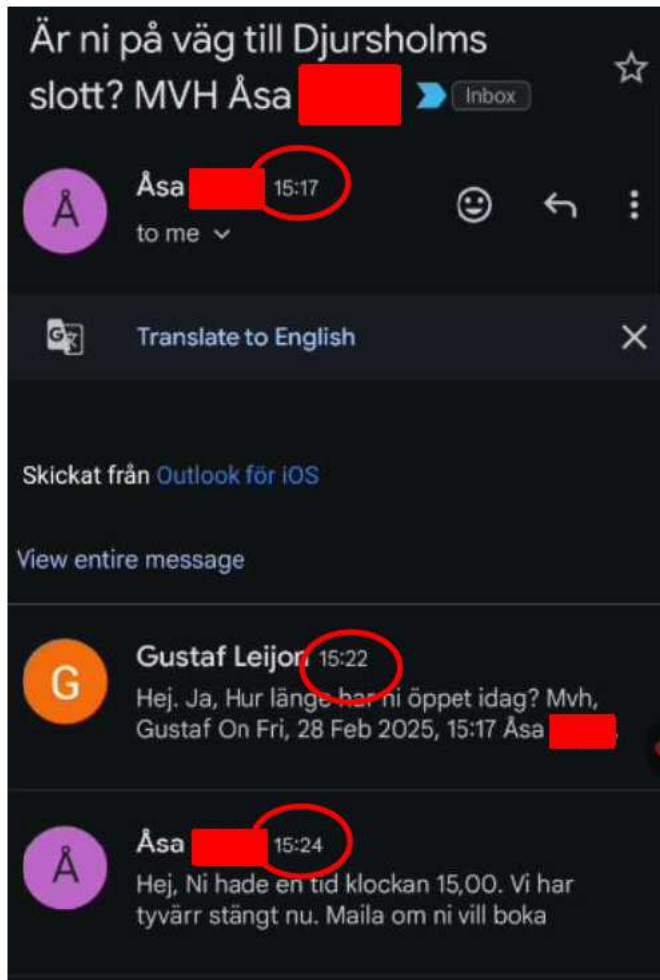 Är ni på väg till Djursholms
slott? MVH Åsa
Inbox
Å
Åsa 15:17
to me
Translate to English
Skickat från Outlook för iOS
View entire message
G
Gustaf Leijon 15:22
Hej. Ja, Hur länge har ni öppet idag? Mvh,
Gustaf On Fri, 28 Feb 2025, 15:17 Åsa
Å
Åsa 15:24
Hej, Ni hade en tid klockan 15,00. Vi har
tyvärr stängt nu. Maila om ni vill boka